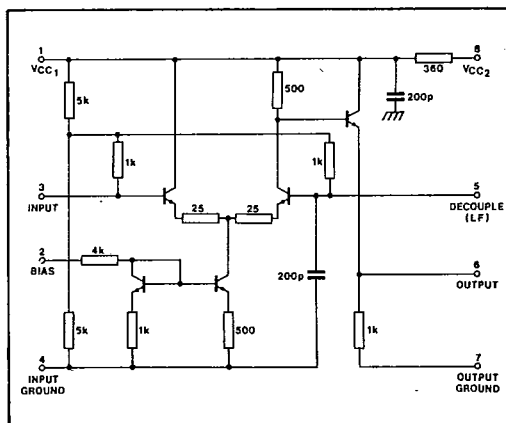 1
VCC1
8
VCC2
360
5k
500
200p
1k
1k
3
INPUT
25
25
5
DECOUPLE
(LF)
2
BIAS
4k
200p
6
OUTPUT
5k
1k
500
1k
4
INPUT
GROUND
7
OUTPUT
GROUND